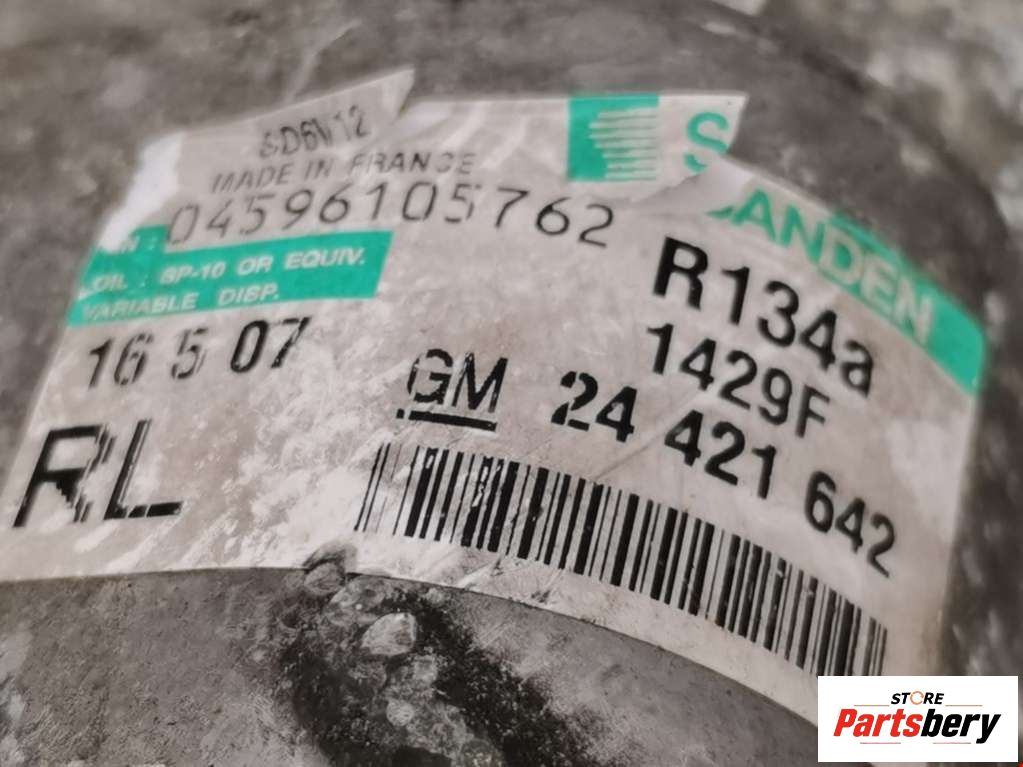 SD6V12
MADE IN FRANCE
SANDEN
04596105762
OIL : SP-10 OR EQUIV.
VARIABLE DISP.
R134a
1429F
16 5 07
GM 24 421 642
RL
STORE
Partsbery